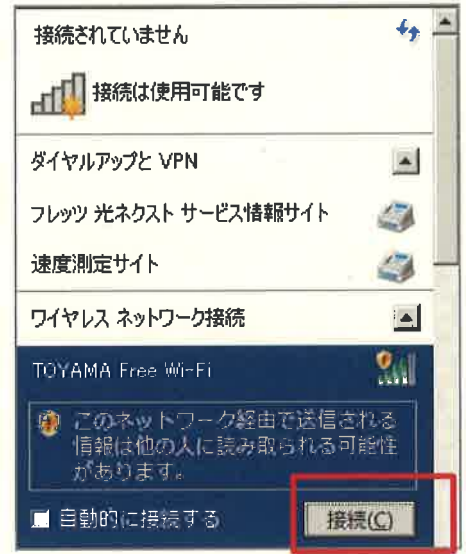 接続されていません
接続は使用可能です
ダイヤルアップと VPN
フレッツ 光ネクスト サービス情報サイト
速度測定サイト
ワイヤレス ネットワーク接続
TOYAMA Free Wi-Fi
このネットワーク経由で送信される
情報は他の人に読み取られる可能性
があります。
自動的に接続する
接続(C)